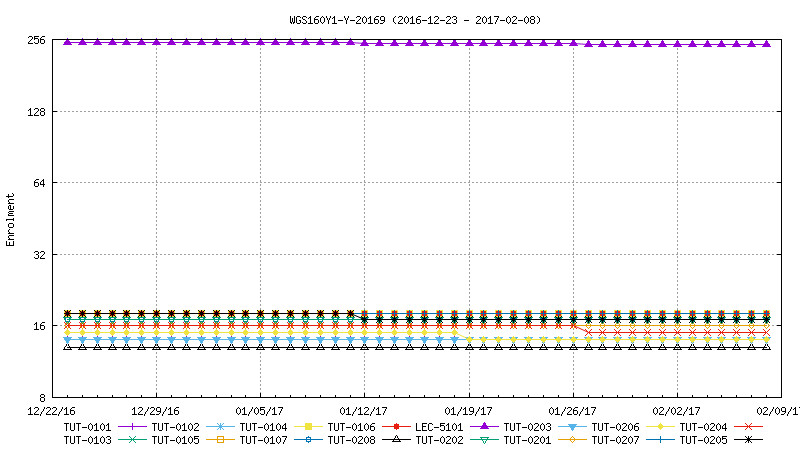 WGS160Y1-Y-20169 (2016-12-23 - 2017-02-08)
256
128
64
32
16
8
Enrolment
12/22/16 12/29/16 01/05/17 01/12/17 01/19/17 01/26/17 02/02/17 02/09/17
TUT-0101 TUT-0102 TUT-0104 TUT-0106 LEC-5101 TUT-0203 TUT-0206 TUT-0204
TUT-0103 TUT-0105 TUT-0107 TUT-0208 TUT-0202 TUT-0201 TUT-0207 TUT-0205